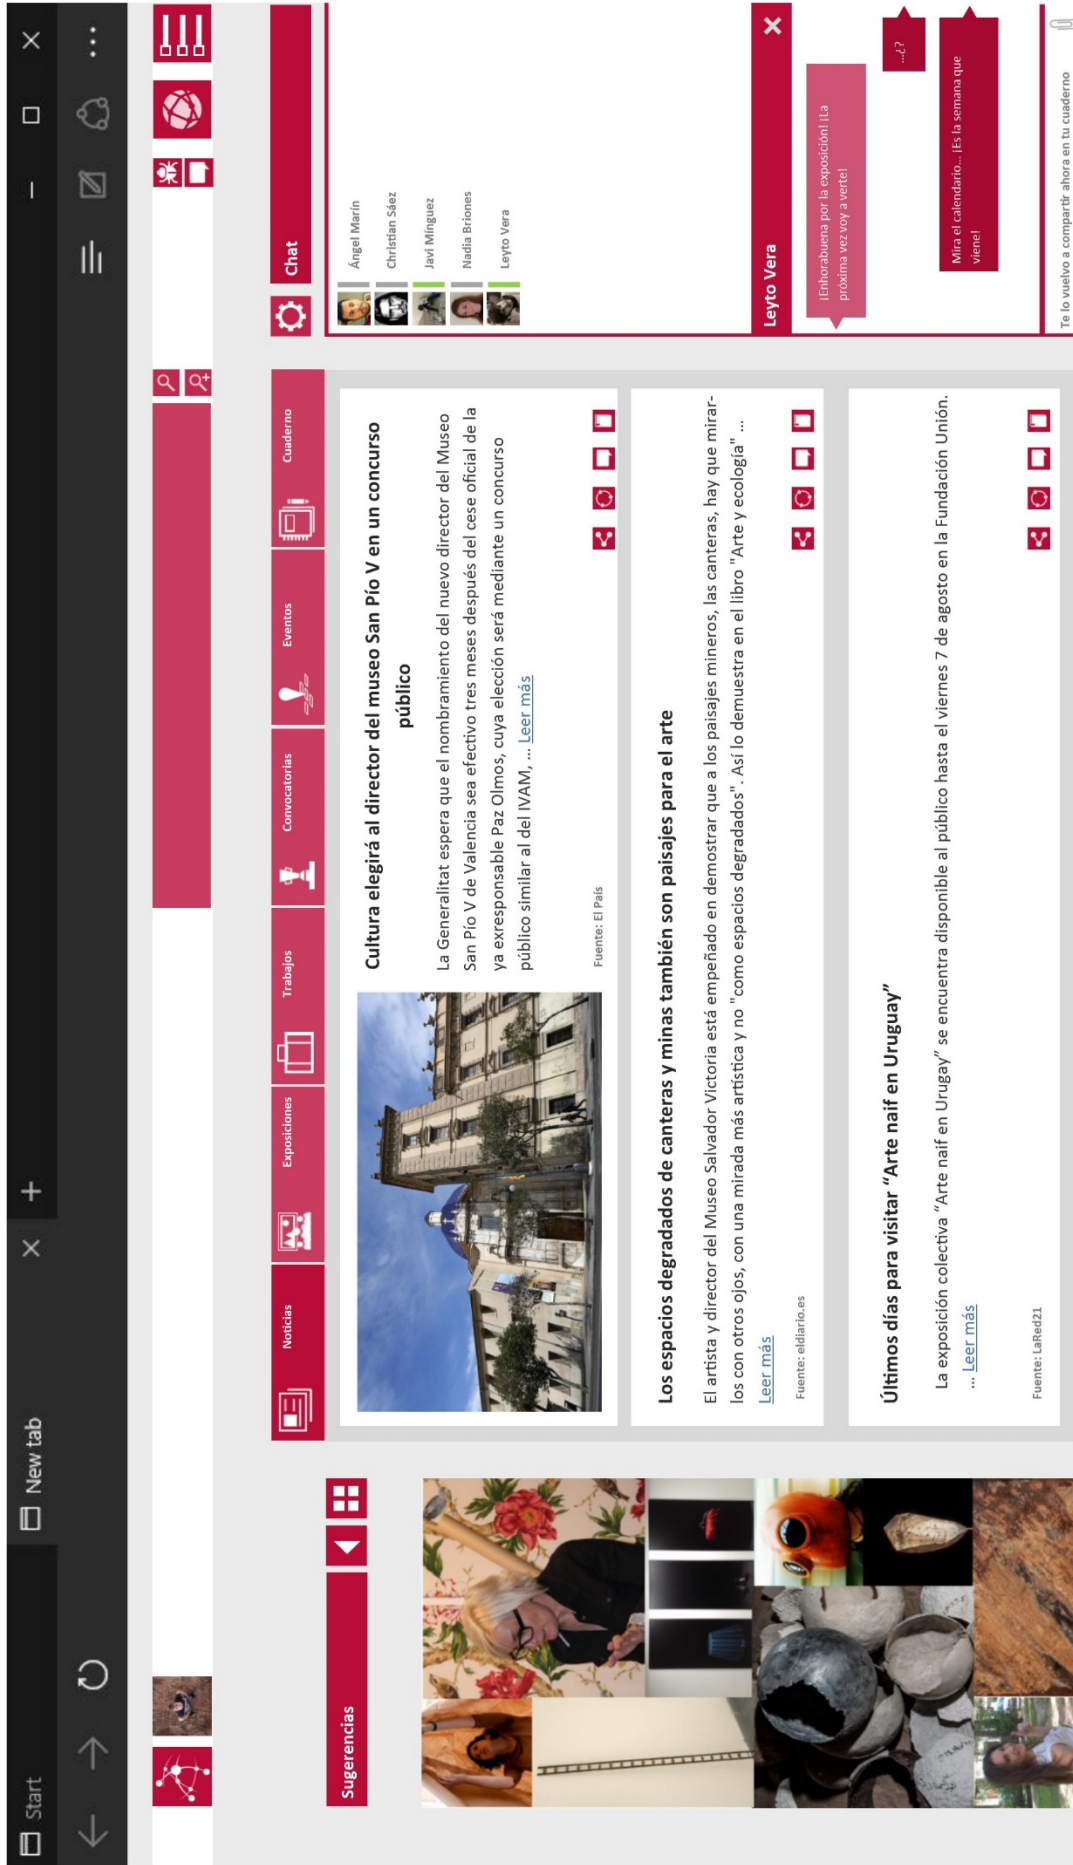 Start
New tab
Sugerencias
Noticias
Exposiciones
Trabajos
Convocatorias
Eventos
Cuaderno
Cultura elegirá al director del museo San Pío V en un concurso
público
La Generalitat espera que el nombramiento del nuevo director del Museo
San Pío V de Valencia sea efectivo tres meses después del cese oficial de la
ya exresponsable Paz Olmos, cuya elección será mediante un concurso
público similar al del IVAM, ... Leer más
Fuente: El País
Los espacios degradados de canteras y minas también son paisajes para el arte
El artista y director del Museo Salvador Victoria está empeñado en demostrar que a los paisajes mineros, las canteras, hay que mirar-
los con otros ojos, con una mirada más artística y no "como espacios degradados". Así lo demuestra en el libro "Arte y ecología" ...
Leer más
Fuente: eldiario.es
Últimos días para visitar “Arte naif en Uruguay”
La exposición colectiva “Arte naif en Urugay” se encuentra disponible al público hasta el viernes 7 de agosto en la Fundación Unión.
... Leer más
Fuente: LaRed21
Chat
Ángel Marín
Christian Sáez
Javi Mínguez
Nadia Briones
Leyto Vera
Leyto Vera
¡Enhorabuena por la exposición! ¡La
próxima vez voy a verte!
...¿?
Mira el calendario... ¡Es la semana que
viene!
Te lo vuelvo a compartir ahora en tu cuaderno